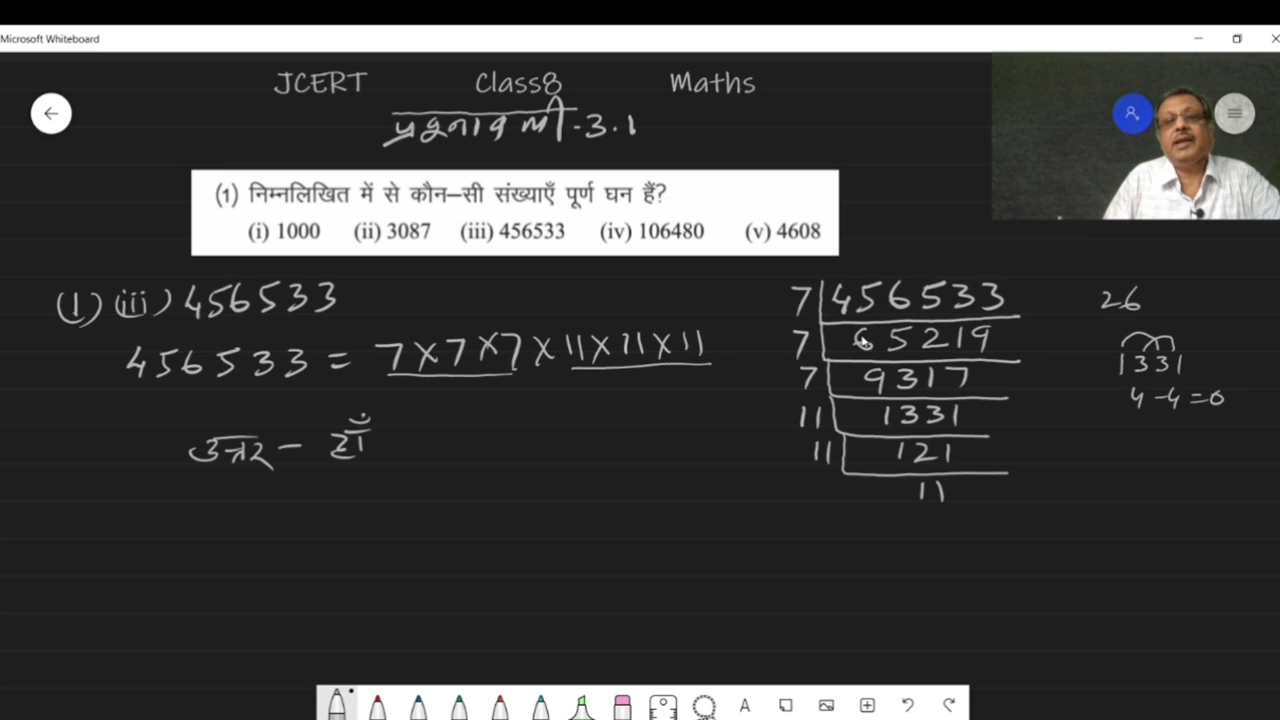 Microsoft Whiteboard
JCERT Class8 Maths
प्रश्नावली-3.1
(1) निम्नलिखित में से कौन–सी संख्याएँ पूर्ण घन हैं?
(i) 1000 (ii) 3087 (iii) 456533 (iv) 106480 (v) 4608
(1) (iii) 456533
456533 = 7×7×7×11×11×11
उत्तर – हाँ
7 456533
7 65219
7 9317
11 1331
11 121
11
26
1331
4-4=0
A